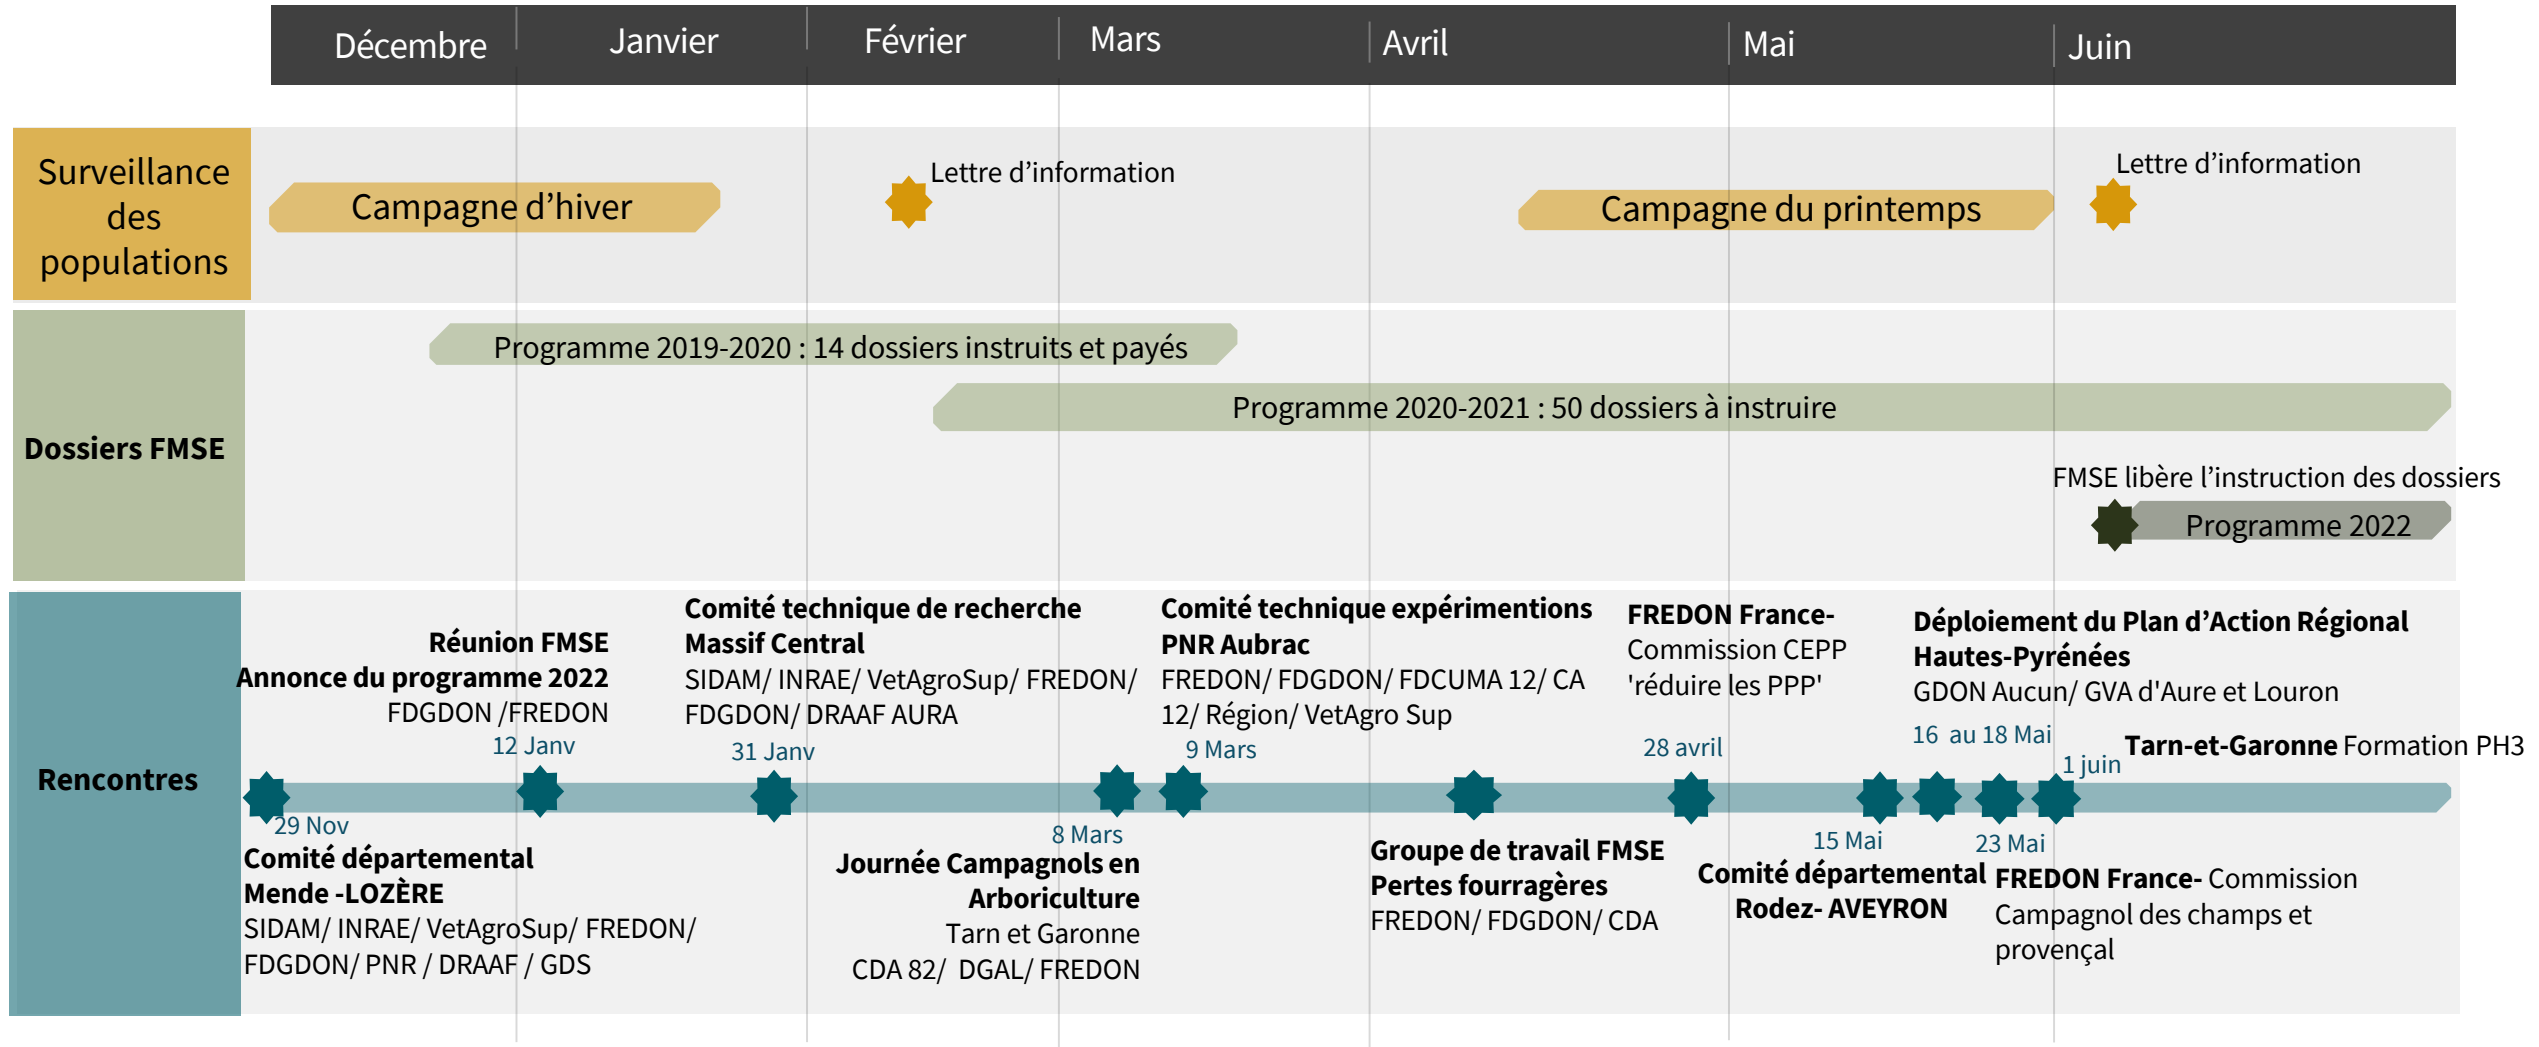 Décembre
Janvier
Février
Mars
Avril
Mai
Juin
Surveillance
des
populations
Campagne d’hiver
Lettre d’information
Campagne du printemps
Lettre d’information
Dossiers FMSE
Programme 2019-2020 : 14 dossiers instruits et payés
Programme 2020-2021 : 50 dossiers à instruire
FMSE libère l’instruction des dossiers
Programme 2022
Rencontres
29 Nov
Comité départemental
Mende -LOZÈRE
SIDAM/ INRAE/ VetAgroSup/ FREDON/
FDGDON/ PNR / DRAAF / GDS
Réunion FMSE
Annonce du programme 2022
FDGDON /FREDON
12 Janv
Comité technique de recherche
Massif Central
SIDAM/ INRAE/ VetAgroSup/ FREDON/
FDGDON/ DRAAF AURA
31 Janv
8 Mars
Journée Campagnols en
Arboriculture
Tarn et Garonne
CDA 82/ DGAL/ FREDON
Comité technique expérimentions
PNR Aubrac
FREDON/ FDGDON/ FDCUMA 12/ CA
12/ Région/ VetAgro Sup
9 Mars
Groupe de travail FMSE
Pertes fourragères
FREDON/ FDGDON/ CDA
FREDON France-
Commission CEPP
'réduire les PPP'
28 avril
15 Mai
Comité départemental
Rodez- AVEYRON
Déploiement du Plan d’Action Régional
Hautes-Pyrénées
GDON Aucun/ GVA d'Aure et Louron
16 au 18 Mai
23 Mai
FREDON France- Commission
Campagnol des champs et
provençal
1 juin
Tarn-et-Garonne Formation PH3